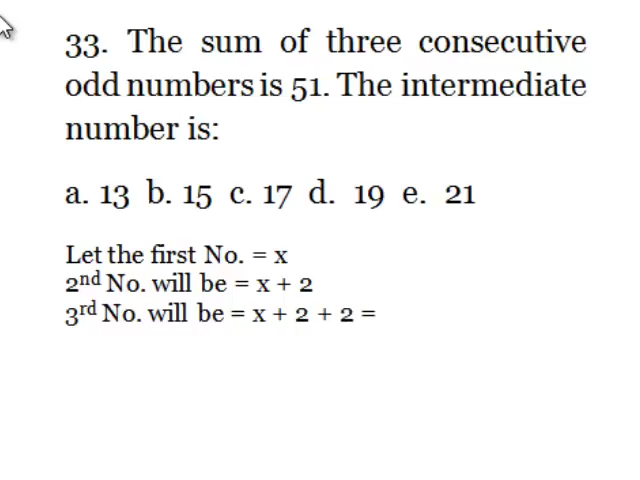 33. The sum of three consecutive
odd numbers is 51. The intermediate
number is:
a. 13 b. 15 c. 17 d. 19 e. 21
Let the first No. = x
2nd No. will be = x + 2
3rd No. will be = x + 2 + 2 =